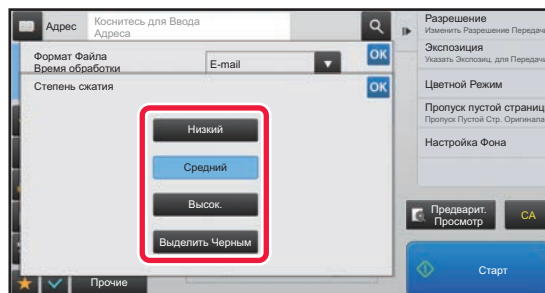 Адрес
Коснитесь для Ввода
Адреса
Формат Файла
Время обработки
E-mail
OK
Степень сжатия
OK
Низкий
Средний
Высок.
Выделить Черным
Прочие
Разрешение
Изменить Разрешение Передачи
Экспозиция
Указать Экспозиц. для Передачи
Цветной Режим
Пропуск пустой страниц
Пропуск Пустой Стр. Оригинала
Настройка Фона
Предварит.
Просмотр
CA
Старт